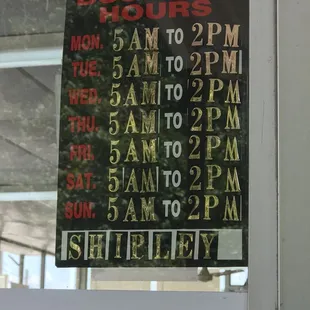 HOURS
MON. 5AM TO 2PM
TUE. 5AM TO 2PM
WED. 5AM TO 2PM
THU. 5AM TO 2PM
FRI. 5AM TO 2PM
SAT. 5AM TO 2PM
SUN. 5AM TO 2PM
SHIPLEY